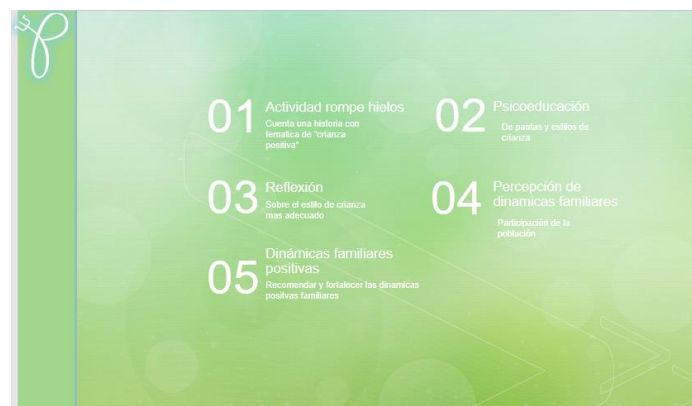 01
Actividad rompe hielos
Cuenta una historia con
tematica de "crianza
positiva"
02
Psicoeducación
De pautas y estilos de
crianza
03
Reflexión
Sobre el estilo de crianza
mas adecuado
04
Percepción de
dinamicas familiares
Participación de la
población
05
Dinámicas familiares
positivas
Recomendar y fortalecer las dinamicas
positvas familiares